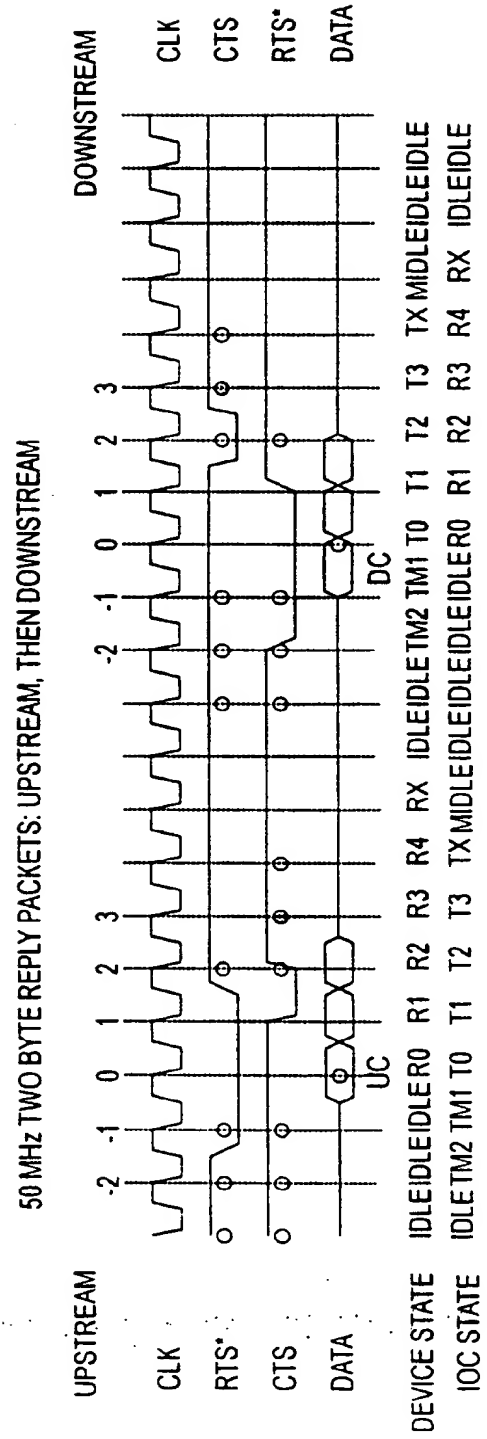 50 MHz TWO BYTE REPLY PACKETS: UPSTREAM, THEN DOWNSTREAM
UPSTREAM DOWNSTREAM
-2 -1 0 1 2 3 -2 -1 0 1 2 3
CLK CLK
RTS* CTS
CTS RTS*
DATA DATA
UC DC
DEVICE STATE IDLE IDLE IDLE R0 R1 R2 R3 R4 RX IDLE IDLE TM2 TM1 T0 T1 T2 T3 TX MIDLE IDLE IDLE
IOC STATE IDLE TM2 TM1 T0 T1 T2 T3 TX MIDLE IDLE IDLE IDLE IDLE R0 R1 R2 R3 R4 RX IDLE IDLE